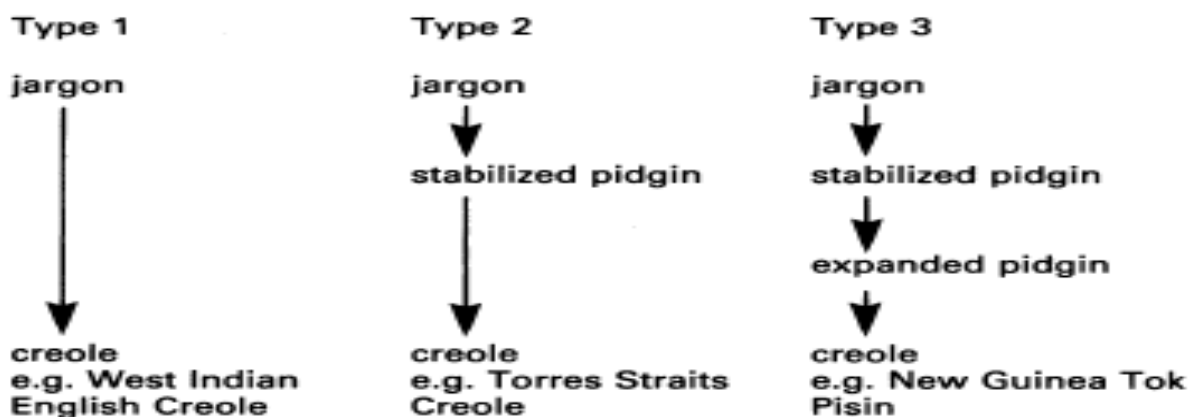 Type 1
jargon
creole
e.g. West Indian
English Creole
Type 2
jargon
stabilized pidgin
creole
e.g. Torres Straits
Creole
Type 3
jargon
stabilized pidgin
expanded pidgin
creole
e.g. New Guinea Tok
Pisin